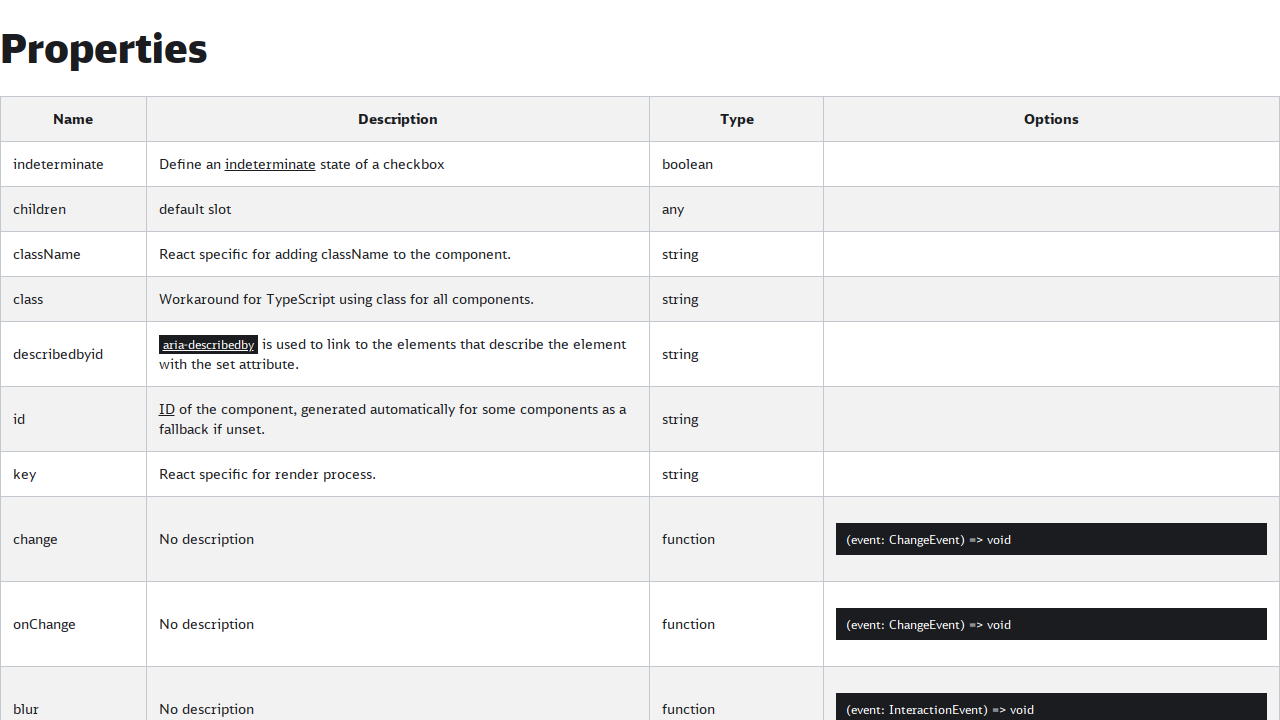 Properties
Name Description Type Options
indeterminate Define an indeterminate state of a checkbox boolean
children default slot any
className React specific for adding className to the component. string
class Workaround for TypeScript using class for all components. string
describedbyid aria-describedby is used to link to the elements that describe the element
with the set attribute. string
id ID of the component, generated automatically for some components as a
fallback if unset. string
key React specific for render process. string
change No description function (event: ChangeEvent) => void
onChange No description function (event: ChangeEvent) => void
blur No description function (event: InteractionEvent) => void